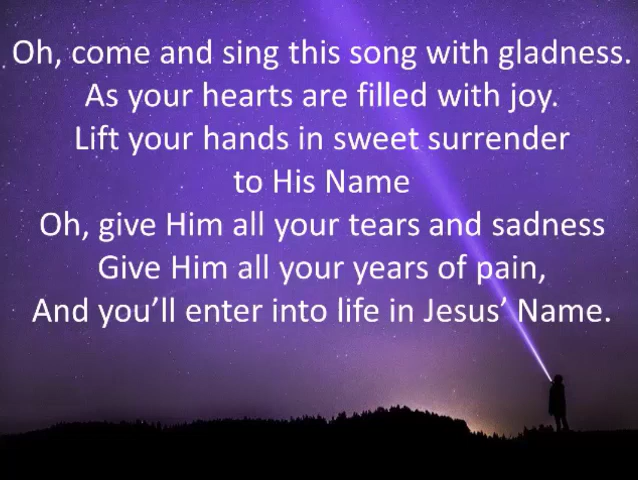 Oh, come and sing this song with gladness.
As your hearts are filled with joy.
Lift your hands in sweet surrender
to His Name
Oh, give Him all your tears and sadness
Give Him all your years of pain,
And you’ll enter into life in Jesus’ Name.